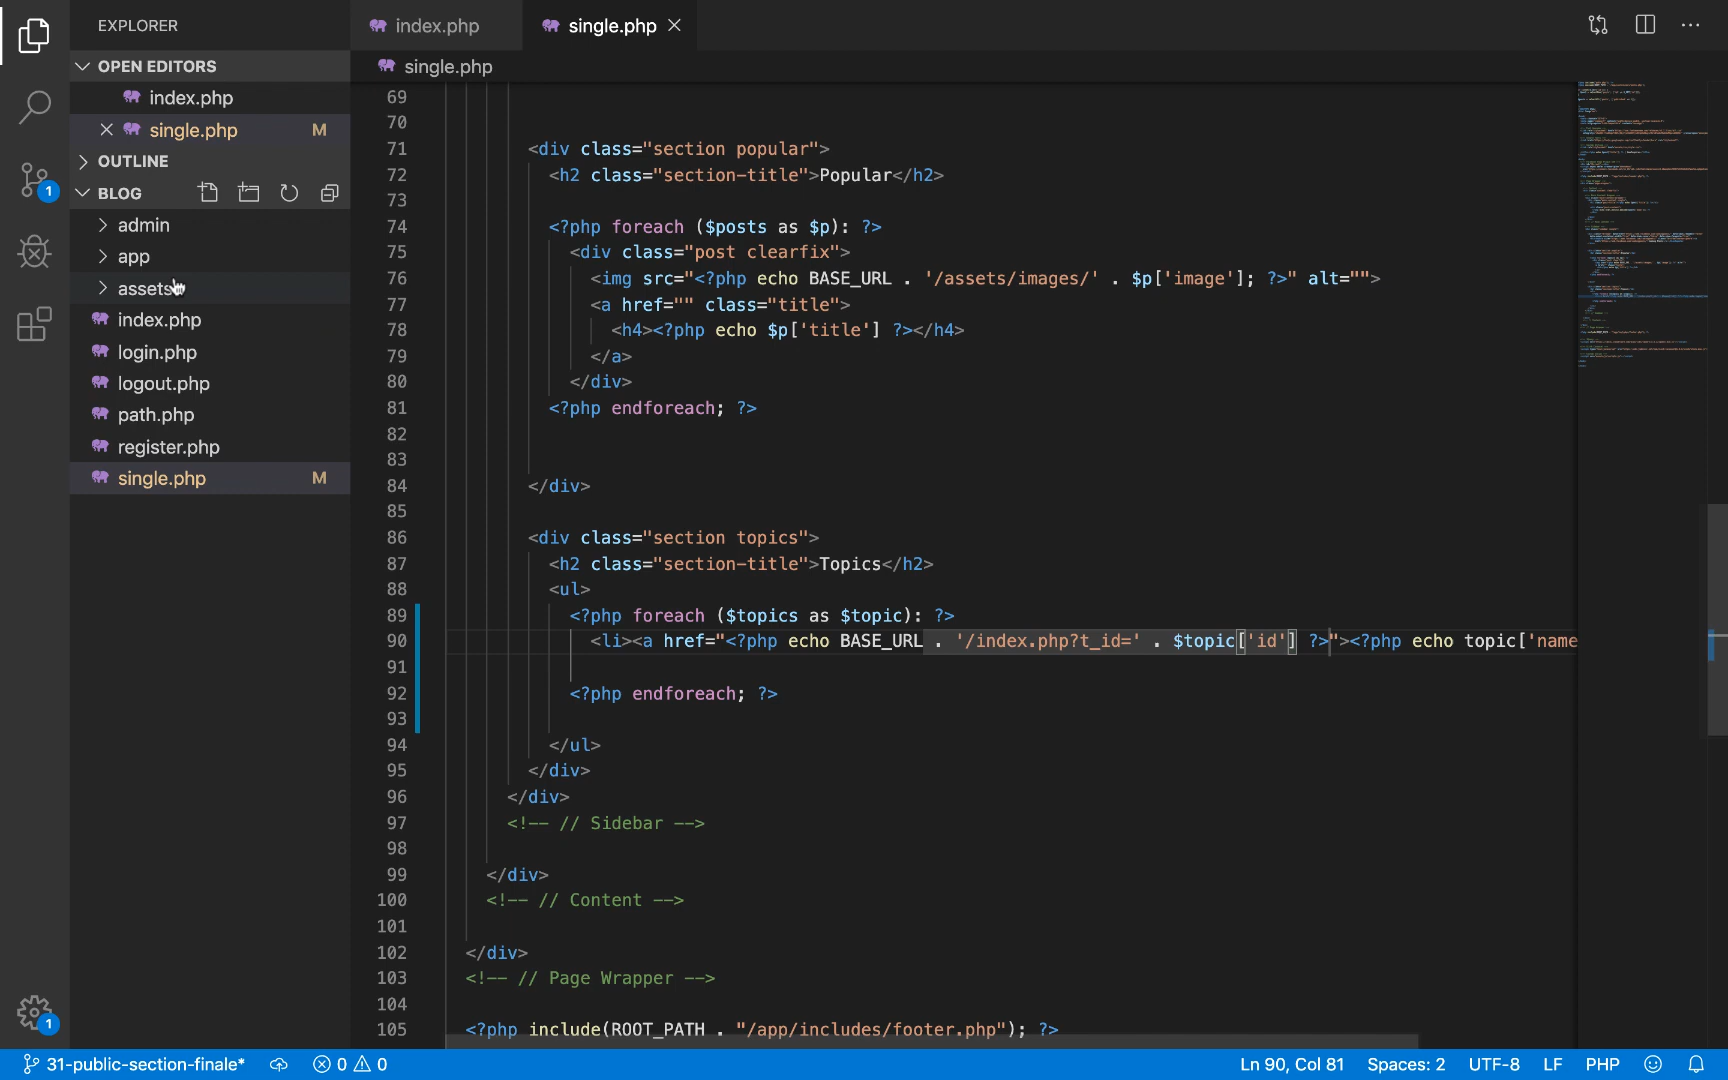 EXPLORER
index.php
single.php
OPEN EDITORS
single.php
index.php
single.php M
OUTLINE
BLOG
admin
app
assets
index.php
login.php
logout.php
path.php
register.php
single.php M
69
70
71 <div class="section popular">
72 <h2 class="section-title">Popular</h2>
73
74 <?php foreach ($posts as $p): ?>
75 <div class="post clearfix">
76 <img src="<?php echo BASE_URL . '/assets/images/' . $p['image']; ?>" alt="">
77 <a href="" class="title">
78 <h4><?php echo $p['title'] ?></h4>
79 </a>
80 </div>
81 <?php endforeach; ?>
82
83
84 </div>
85
86 <div class="section topics">
87 <h2 class="section-title">Topics</h2>
88 <ul>
89 <?php foreach ($topics as $topic): ?>
90 <li><a href="<?php echo BASE_URL . '/index.php?t_id=' . $topic['id'] ?>"><?php echo topic['name
91
92 <?php endforeach; ?>
93
94 </ul>
95 </div>
96 </div>
97 <!-- // Sidebar -->
98
99 </div>
100 <!-- // Content -->
101
102 </div>
103 <!-- // Page Wrapper -->
104
105 <?php include(ROOT_PATH . "/app/includes/footer.php"); ?>
1
1
31-public-section-finale*
0
0
Ln 90, Col 81
Spaces: 2
UTF-8
LF
PHP